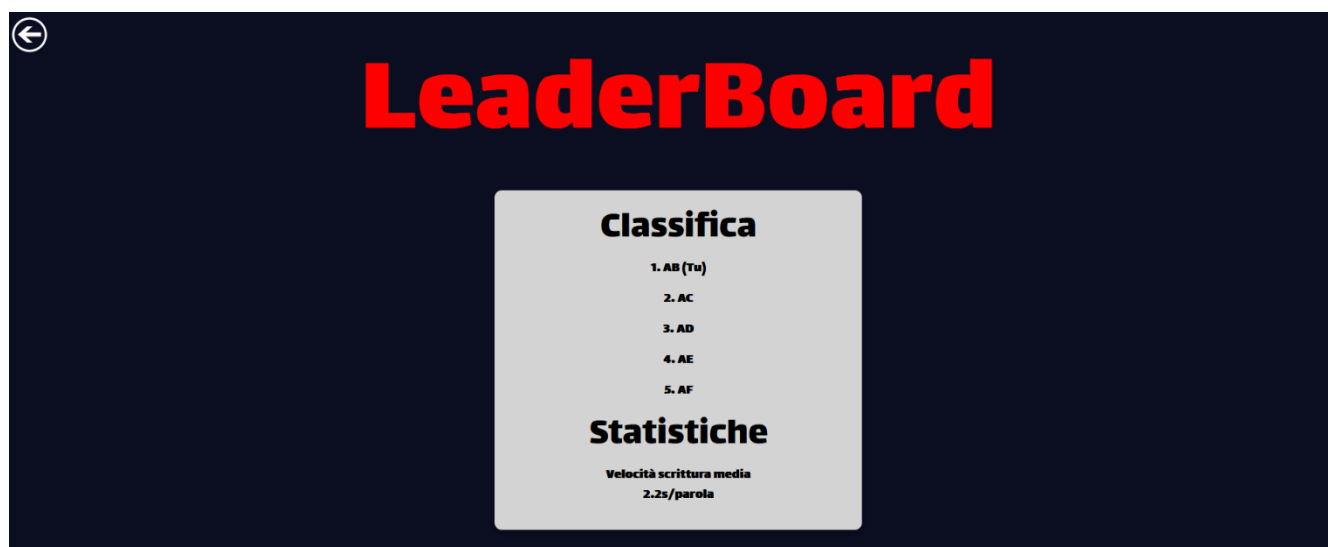 LeaderBoard
Classifica
1. AB (Tu)
2. AC
3. AD
4. AE
5. AF
Statistiche
Velocità scrittura media
2.2s/parola